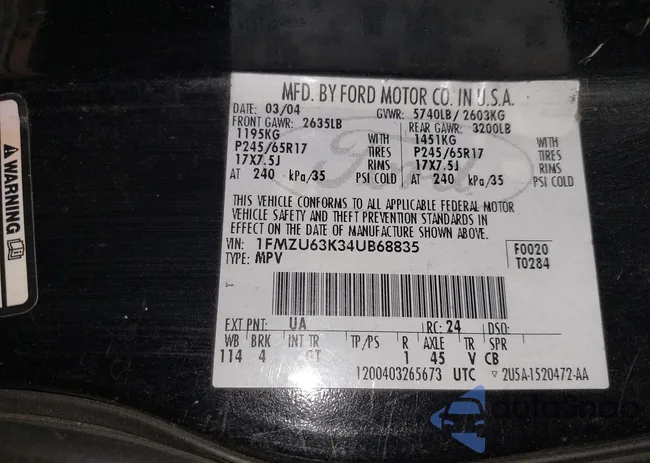 MFD. BY FORD MOTOR CO. IN U.S.A.
DATE: 03/04 GVWR: 5740LB/ 2603KG
FRONT GAWR: 2635LB REAR GAWR: 3200LB
1195KG WITH 1451KG WITH
P245/65R17 TIRES P245/65R17 TIRES
17X7.5J RIMS 17X7.5J RIMS
AT 240 kPa/35 PSI COLD AT 240 kPa/35 PSI COLD
THIS VEHICLE CONFORMS TO ALL APPLICABLE FEDERAL MOTOR
VEHICLE SAFETY AND THEFT PREVENTION STANDARDS IN
EFFECT ON THE DATE OF MANUFACTURE SHOWN ABOVE.
VIN: 1FMZU63K34UB68835 F0020
TYPE: MPV T0284
T
EXT PNT: UA RC: 24 DSO:
WB BRK INT TR TP/PS R AXLE TR SPR
114 4 GT 1 45 V CB
1200403265673 UTC ▽ 2U5A-1520472-AA
WARNING
Ford